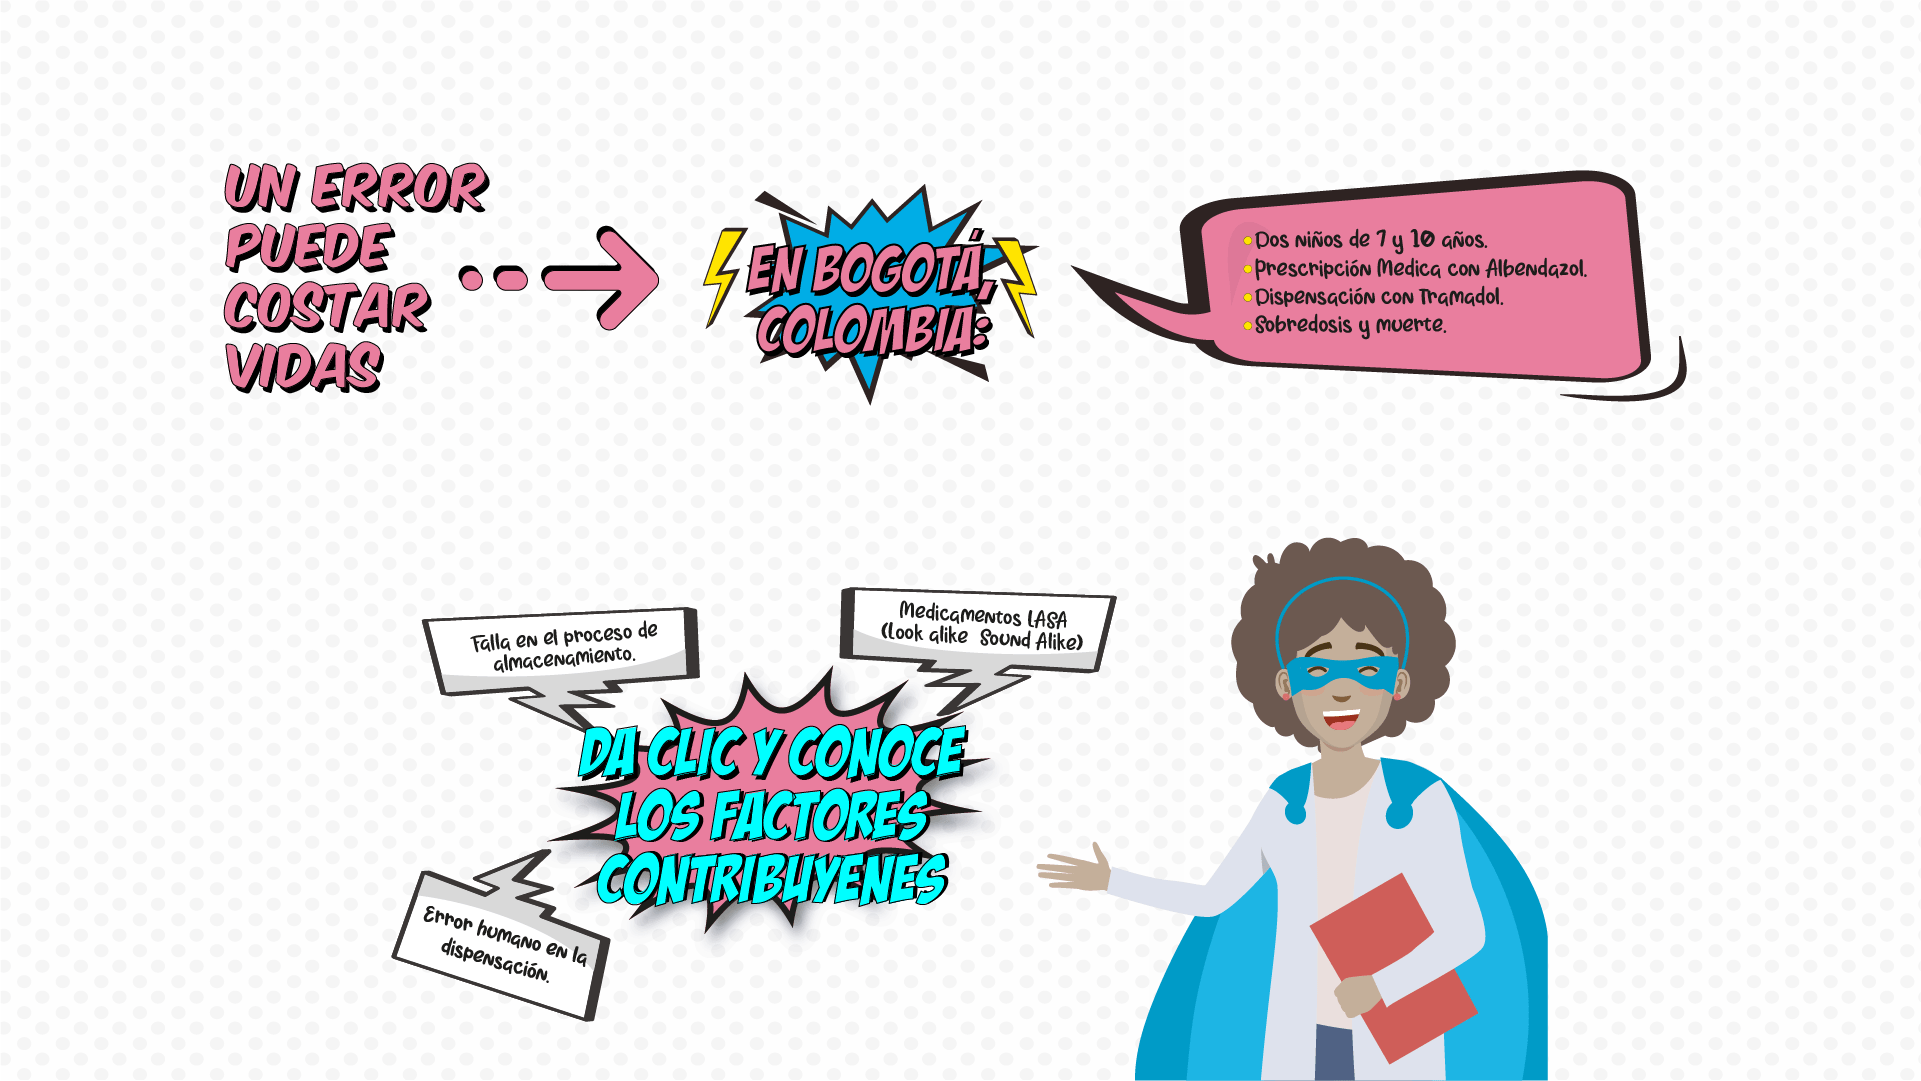 UN ERROR
PUEDE
COSTAR
VIDAS
EN BOGOTÁ,
COLOMBIA:
Dos niños de 7 y 10 años.
Prescripción Medica con Albendazol.
Dispensación con Tramadol.
Sobredosis y muerte.
Falla en el proceso de
almacenamiento.
Medicamentos LASA
(Look alike Sound Alike)
DA CLIC Y CONOCE
LOS FACTORES
CONTRIBUYENES
Error humano en la
dispensación.